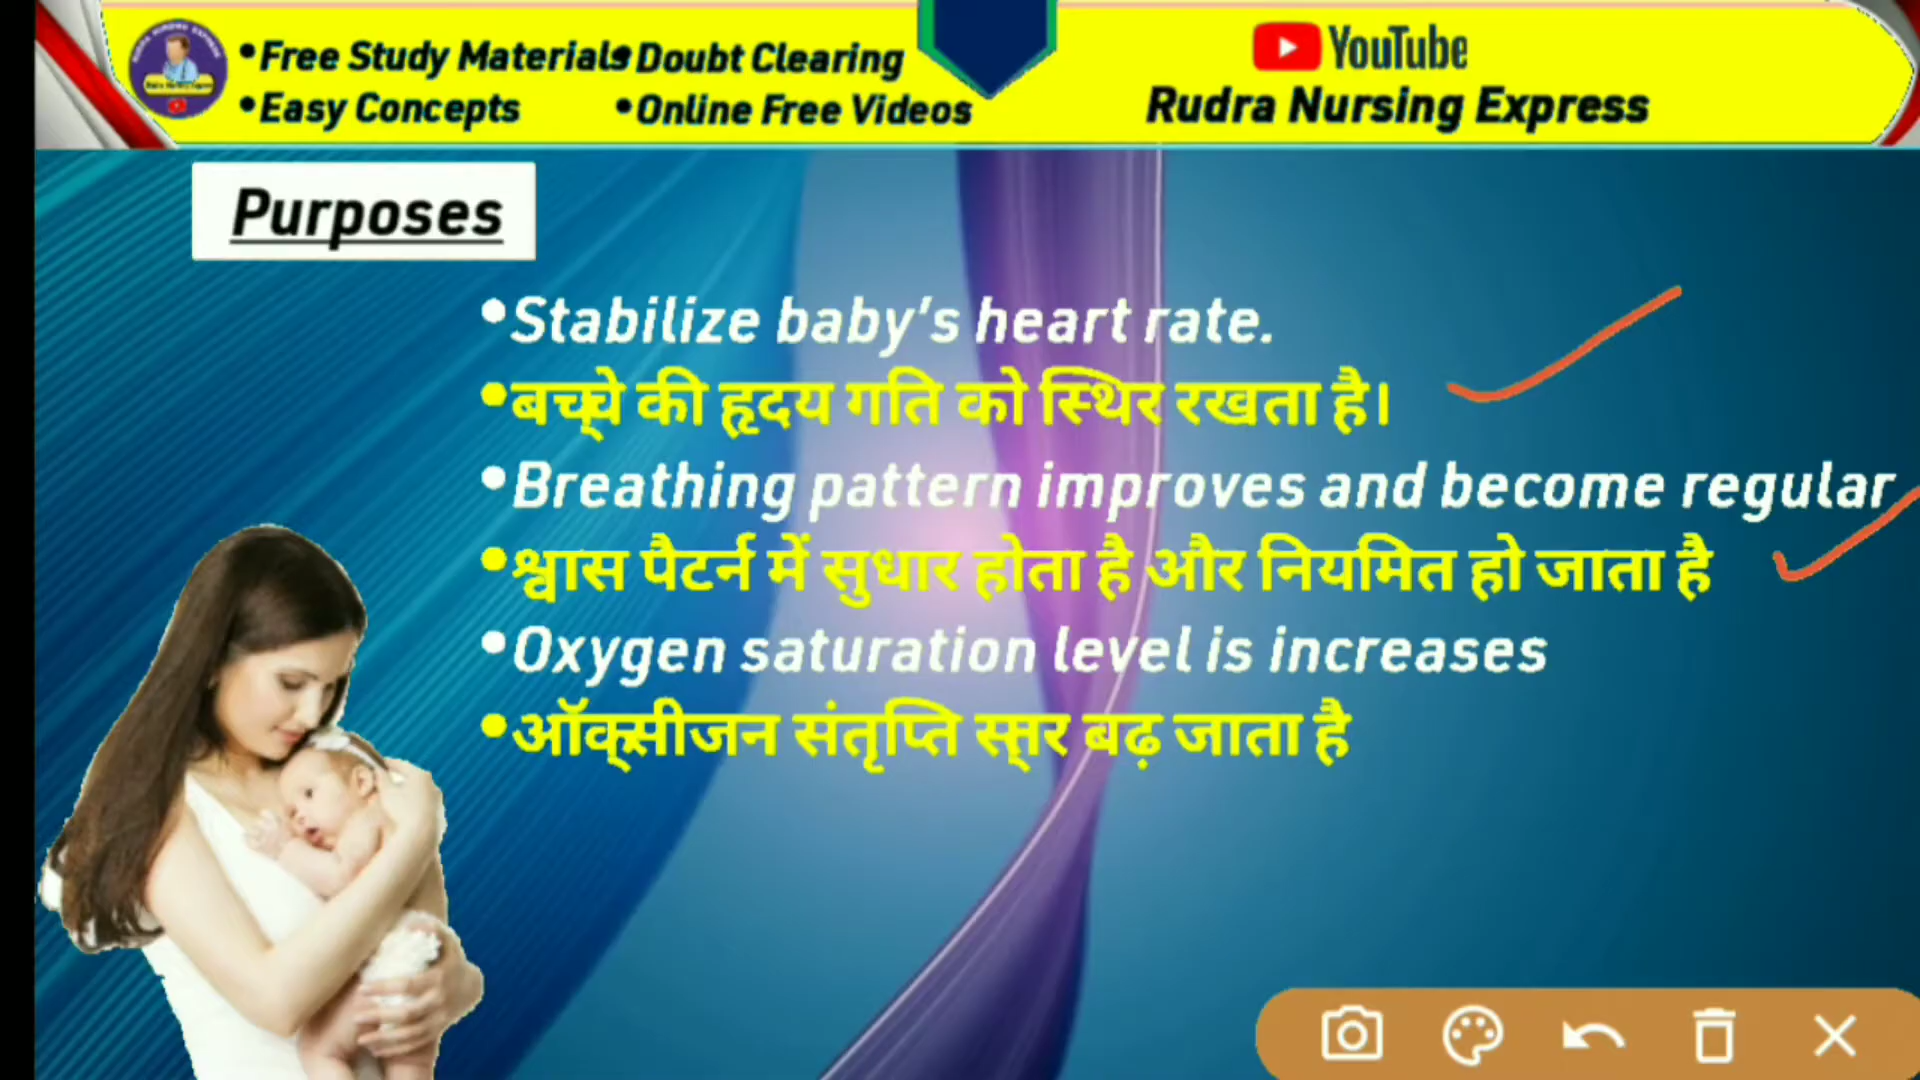 •Free Study Materials
•Easy Concepts
•Doubt Clearing
•Online Free Videos
YouTube
Rudra Nursing Express
Purposes
•Stabilize baby's heart rate.
•बच्चे की हृदय गति को स्थिर रखता है।
•Breathing pattern improves and become regular
•श्वास पैटर्न में सुधार होता है और नियमित हो जाता है
•Oxygen saturation level is increases
•ऑक्सीजन संतृप्ति स्तर बढ़ जाता है